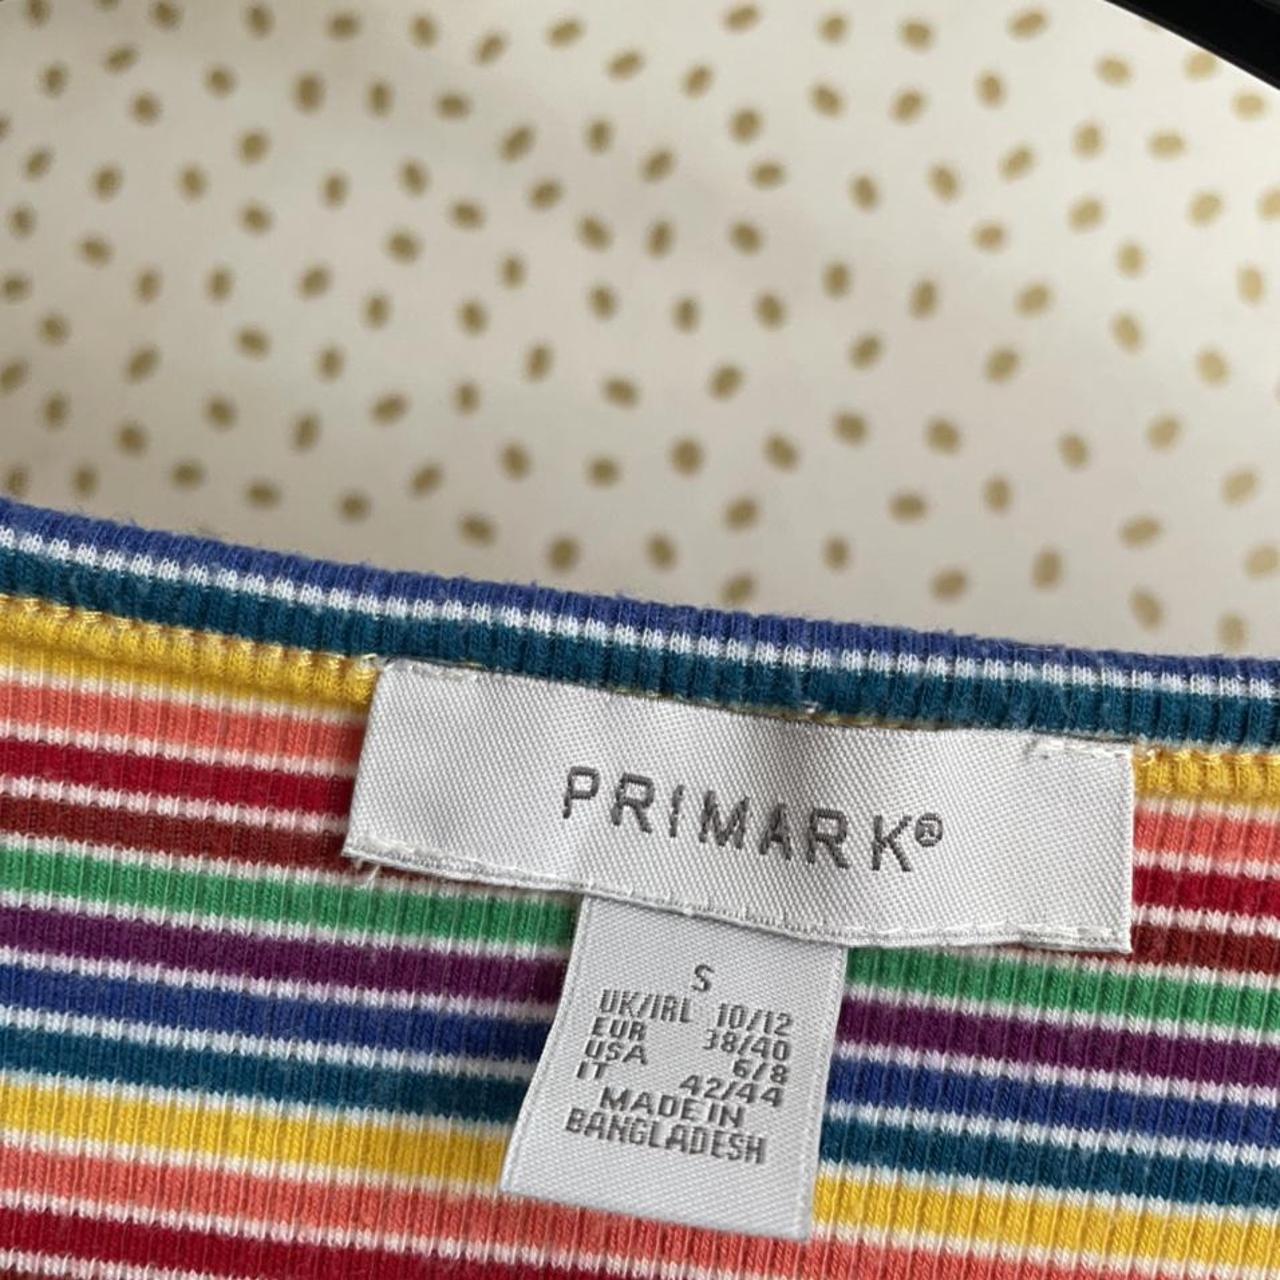 PRIMARK®
S
UK/IRL 10/12
EUR 38/40
USA 6/8
IT 42/44
MADE IN
BANGLADESH